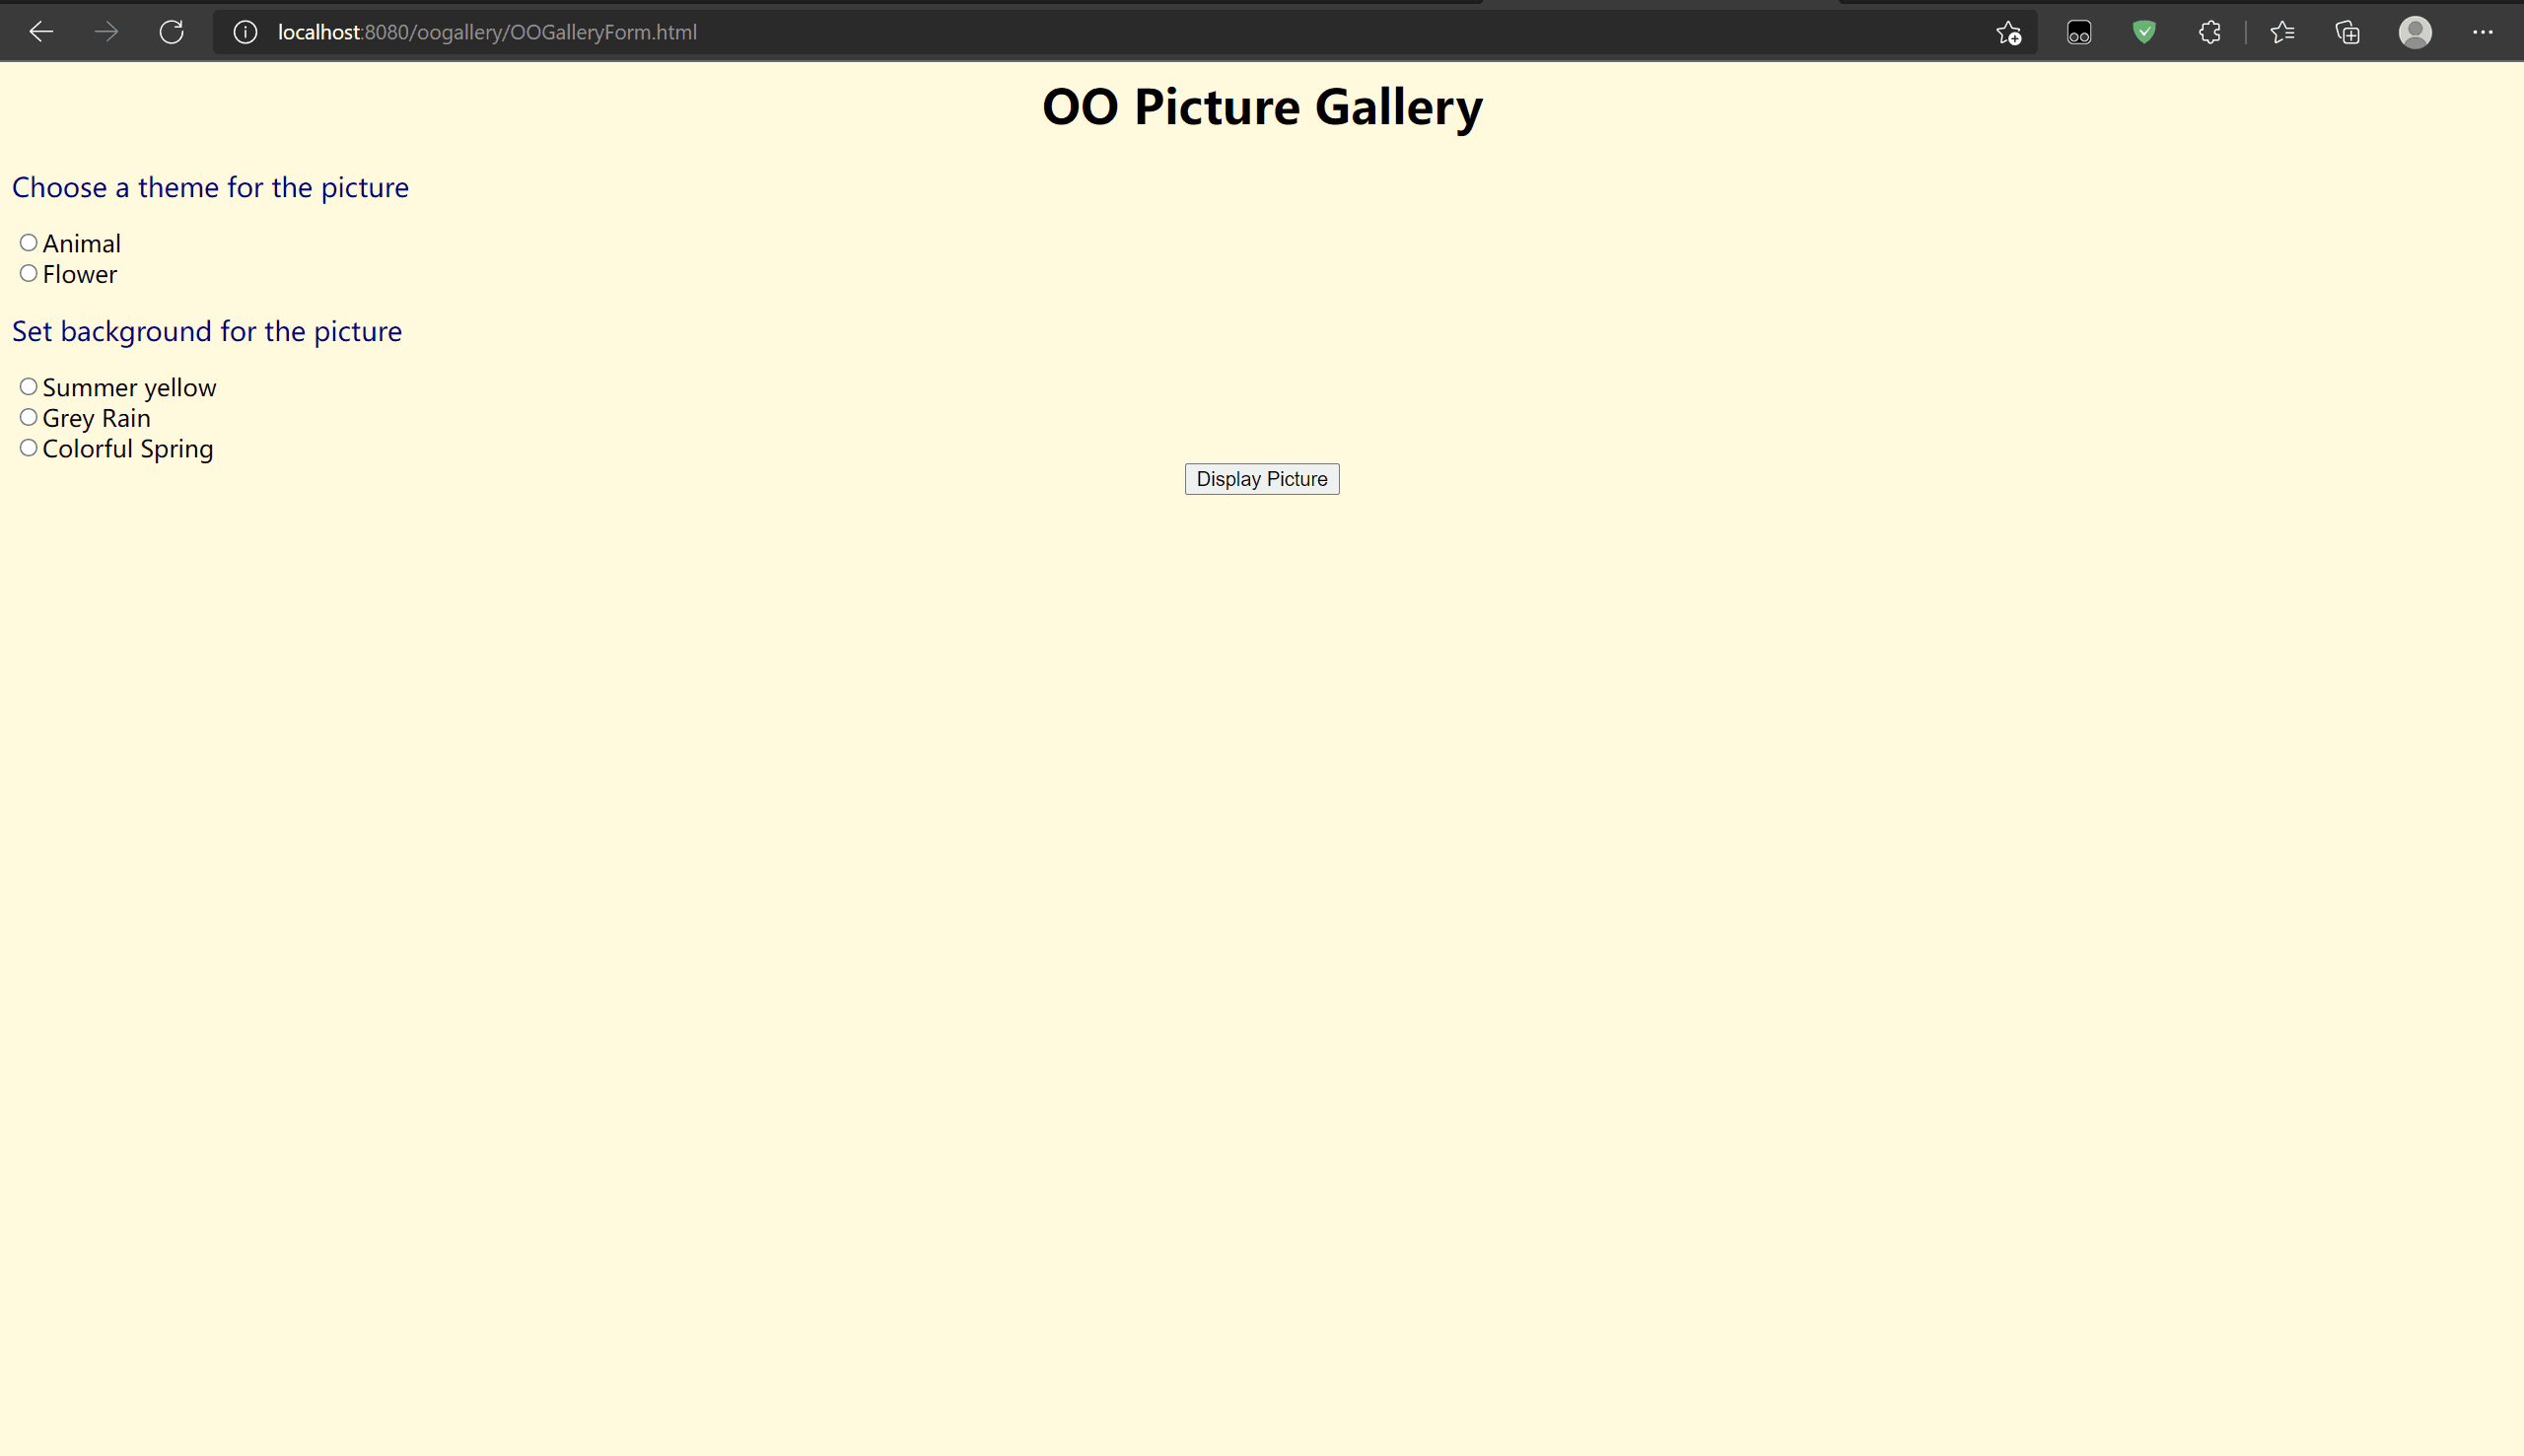 localhost:8080/oogallery/OOGalleryForm.html
OO Picture Gallery
Choose a theme for the picture
Animal
Flower
Set background for the picture
Summer yellow
Grey Rain
Colorful Spring
Display Picture